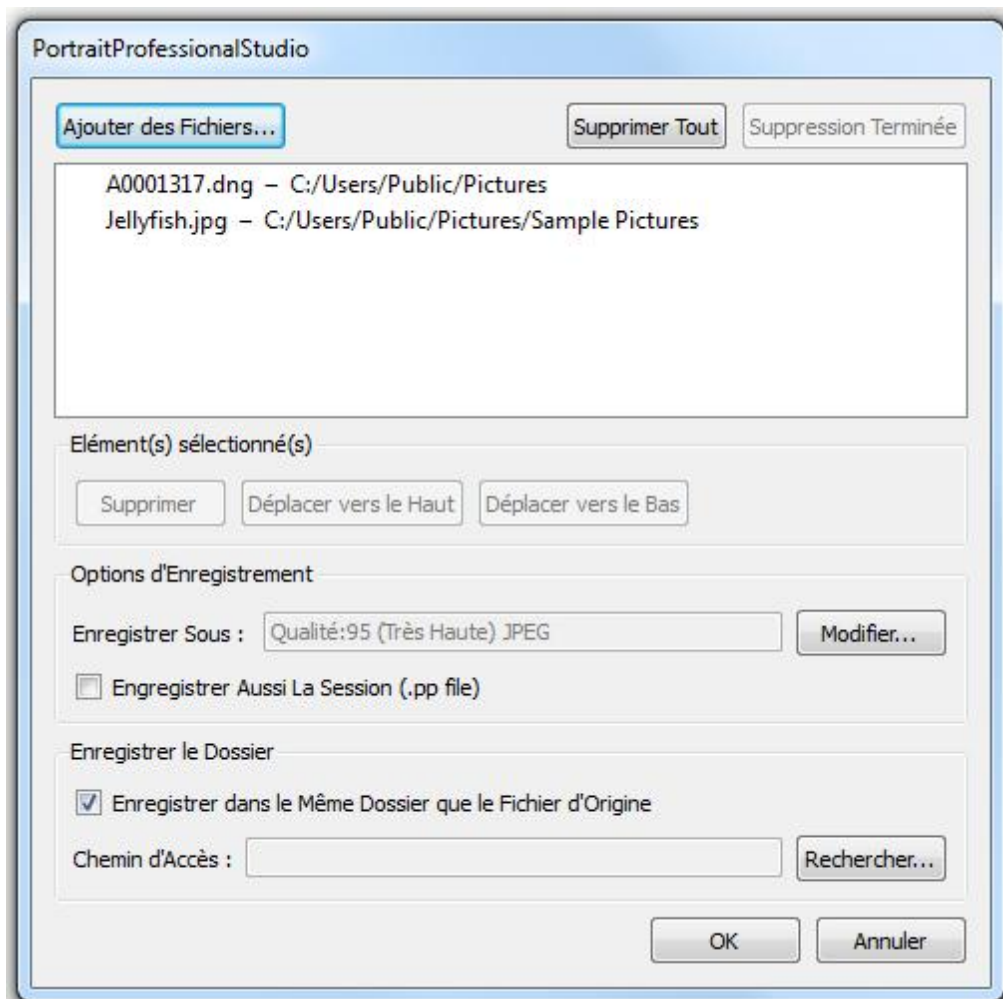 PortraitProfessionalStudio
Ajouter des Fichiers... Supprimer Tout Suppression Terminée
A0001317.dng – C:/Users/Public/Pictures
Jellyfish.jpg – C:/Users/Public/Pictures/Sample Pictures
Elément(s) sélectionné(s)
Supprimer Déplacer vers le Haut Déplacer vers le Bas
Options d'Enregistrement
Enregistrer Sous : Qualité:95 (Très Haute) JPEG Modifier...
Engregistrer Aussi La Session (.pp file)
Enregistrer le Dossier
Enregistrer dans le Même Dossier que le Fichier d'Origine
Chemin d'Accès : Rechercher...
OK Annuler